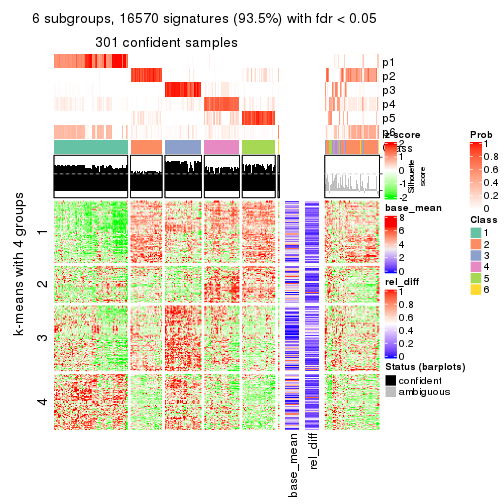 6 subgroups, 16570 signatures (93.5%) with fdr < 0.05
301 confident samples
p1
p2
p3
p4
p5
p6
Class
z-score
2
1
0
-1
-2
Silhouette
score
Prob
1
0.8
0.6
0.4
0.2
0
base_mean
8
6
4
2
0
Class
1
2
3
4
5
6
rel_diff
1
0.8
0.6
0.4
0.2
0
Status (barplots)
confident
ambiguous
k-means with 4 groups
1
2
3
4
base_mean
rel_diff